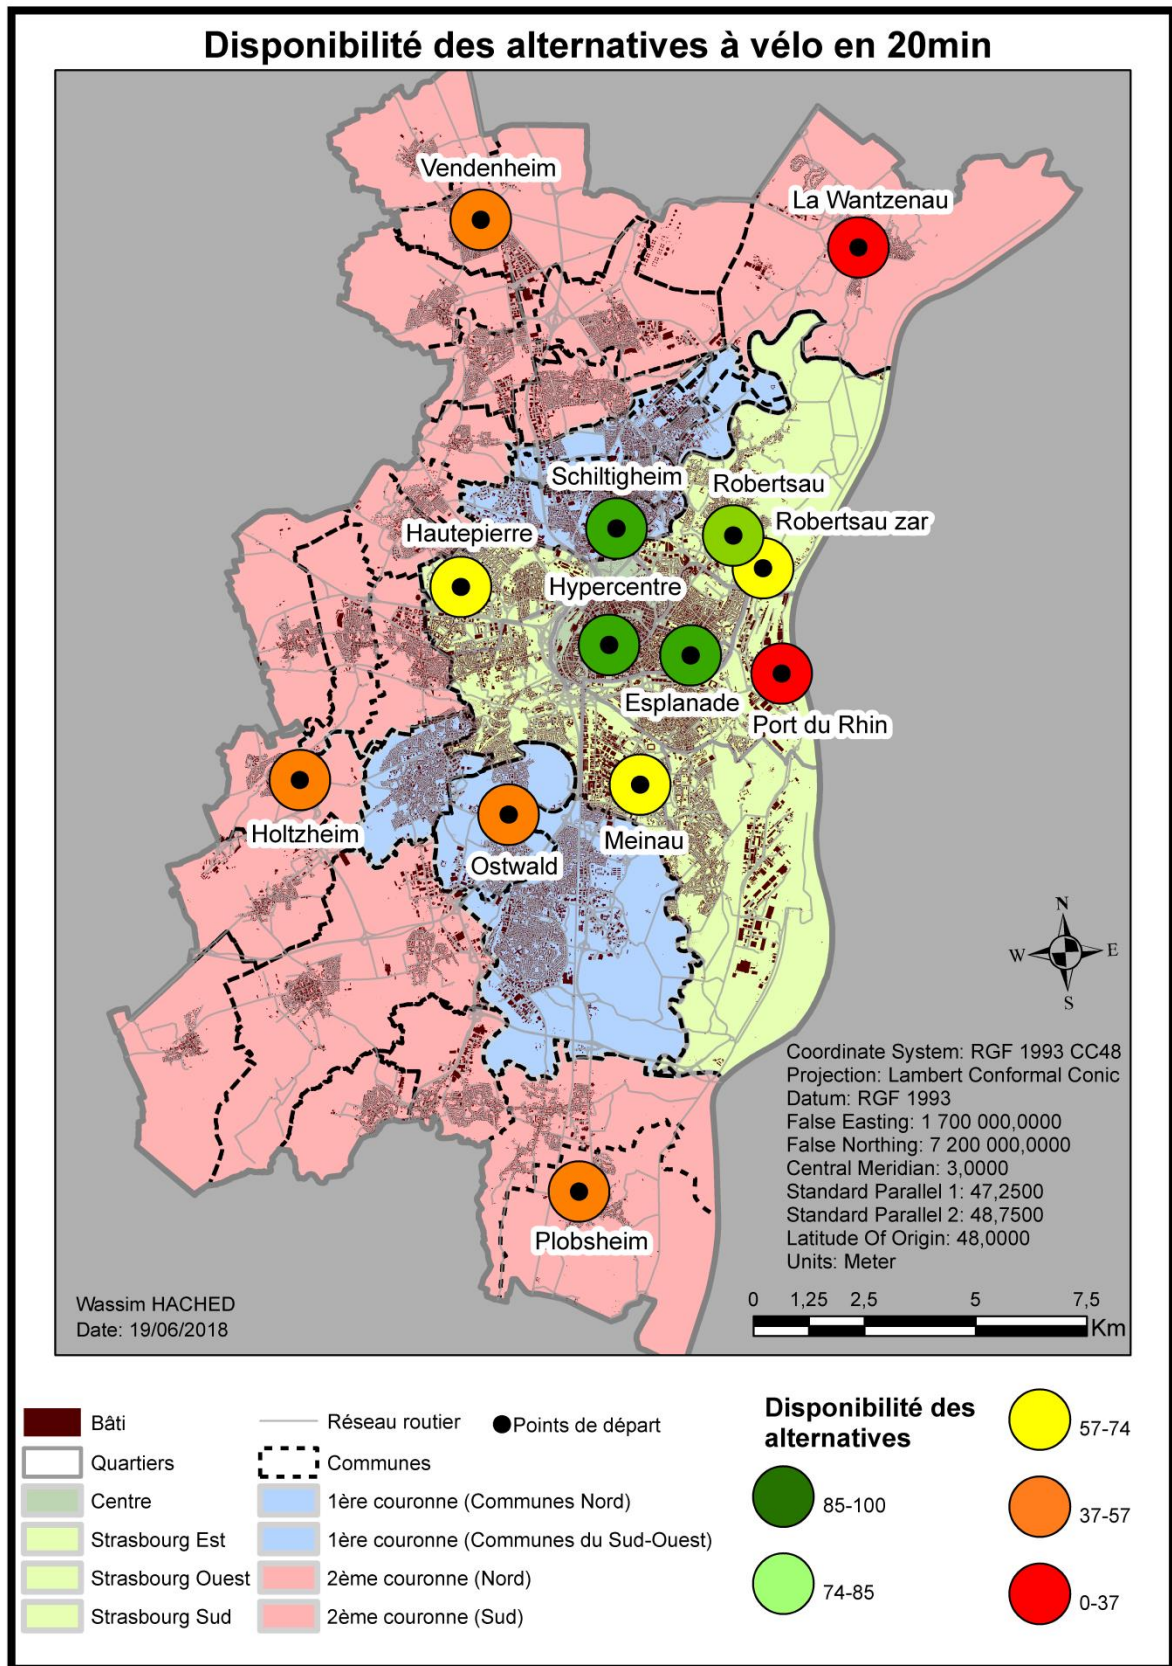 Disponibilité des alternatives à vélo en 20min
Vendenheim
La Wantzenau
Schiltigheim
Robertsau
Robertsau zar
Hautepierre
Hypercentre
Esplanade
Port du Rhin
Holtzheim
Ostwald
Meinau
N
W
E
S
Coordinate System: RGF 1993 CC48
Projection: Lambert Conformal Conic
Datum: RGF 1993
False Easting: 1 700 000,0000
False Northing: 7 200 000,0000
Central Meridian: 3,0000
Standard Parallel 1: 47,2500
Standard Parallel 2: 48,7500
Latitude Of Origin: 48,0000
Units: Meter
Plobsheim
Wassim HACHED
Date: 19/06/2018
0 1,25 2,5 5 7,5
Km
Bâti
Quartiers
Centre
Strasbourg Est
Strasbourg Ouest
Strasbourg Sud
Réseau routier
Points de départ
Communes
1ère couronne (Communes Nord)
1ère couronne (Communes du Sud-Ouest)
2ème couronne (Nord)
2ème couronne (Sud)
Disponibilité des
alternatives
85-100
74-85
57-74
37-57
0-37